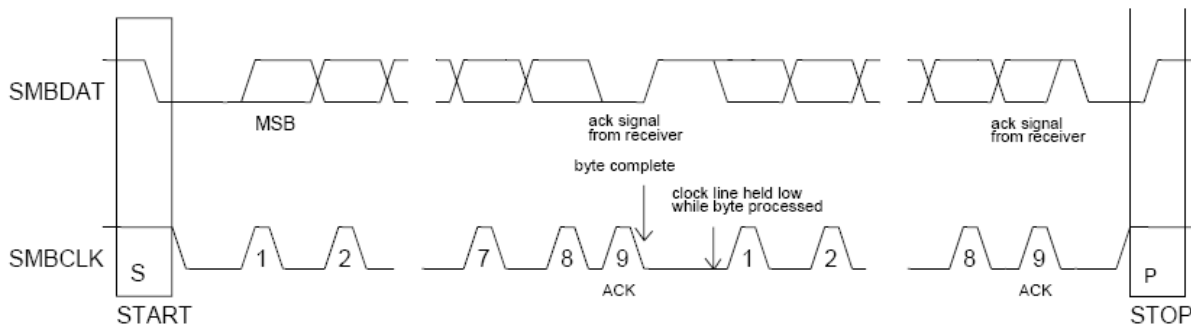 SMBDAT
MSB
ack signal
from receiver
ack signal
from receiver
byte complete
clock line held low
while byte processed
SMBCLK
S
1
2
7
8
9
1
2
8
9
P
ACK
ACK
START
STOP